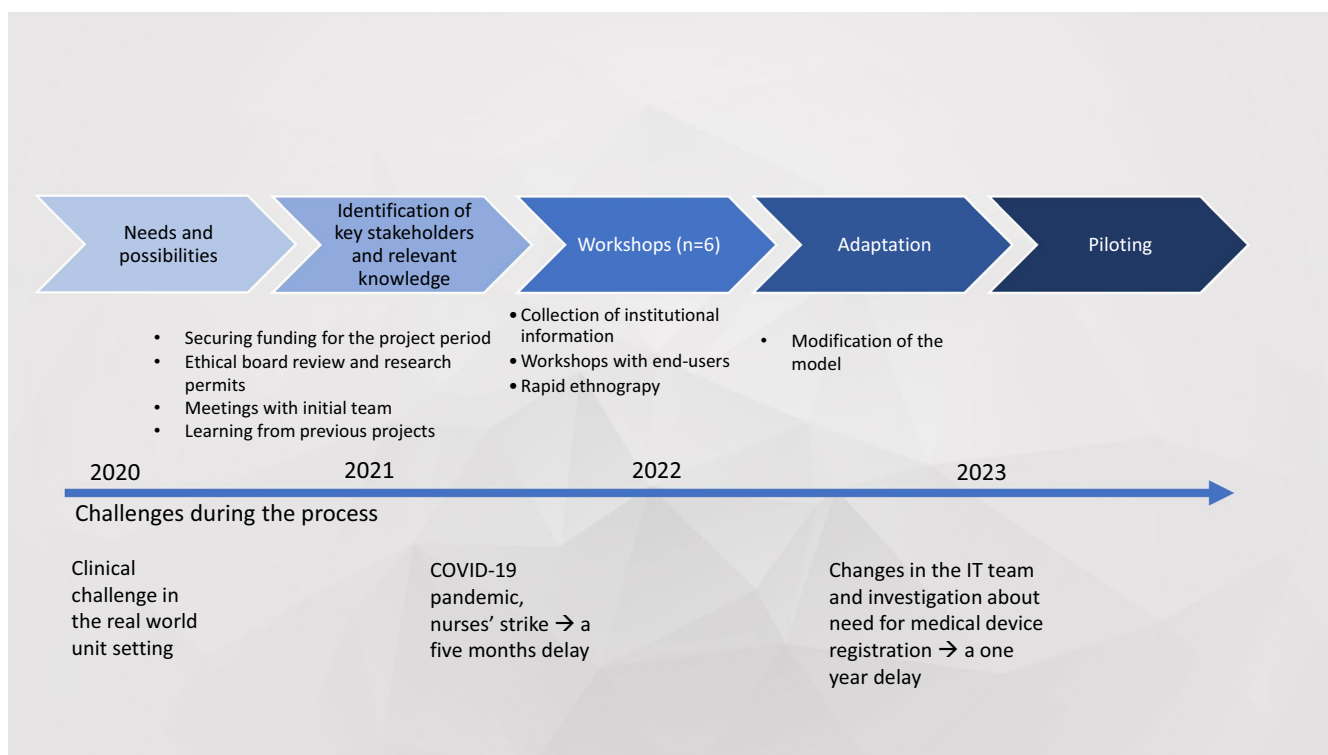 Needs and
possibilities
Identification of
key stakeholders
and relevant
knowledge
Workshops (n=6)
Adaptation
Piloting
• Securing funding for the project period
• Ethical board review and research
permits
• Meetings with initial team
• Learning from previous projects
• Collection of institutional
information
• Workshops with end-users
• Rapid ethnograpy
• Modification of the
model
2020
2021
2022
2023
Challenges during the process
Clinical
challenge in
the real world
unit setting
COVID-19
pandemic,
nurses’ strike → a
five months delay
Changes in the IT team
and investigation about
need for medical device
registration → a one
year delay